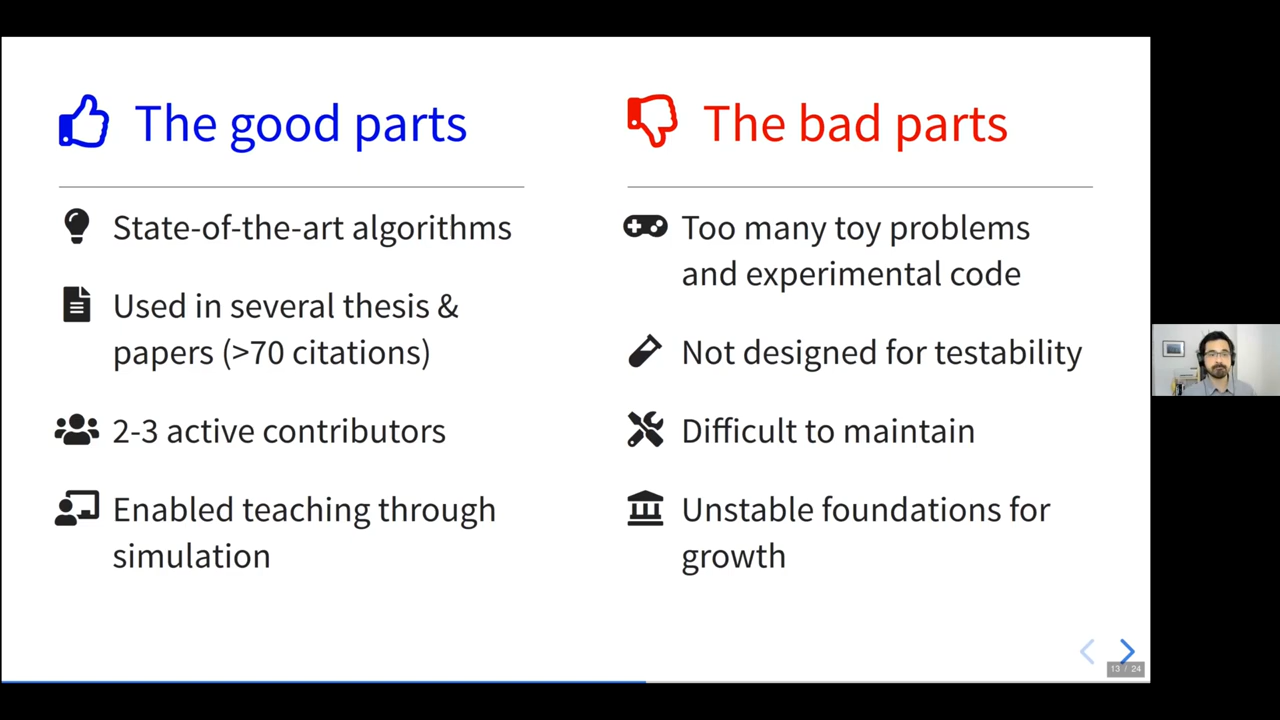 The good parts
State-of-the-art algorithms
Used in several thesis &
papers (>70 citations)
2-3 active contributors
Enabled teaching through
simulation
The bad parts
Too many toy problems
and experimental code
Not designed for testability
Difficult to maintain
Unstable foundations for
growth
13 / 24